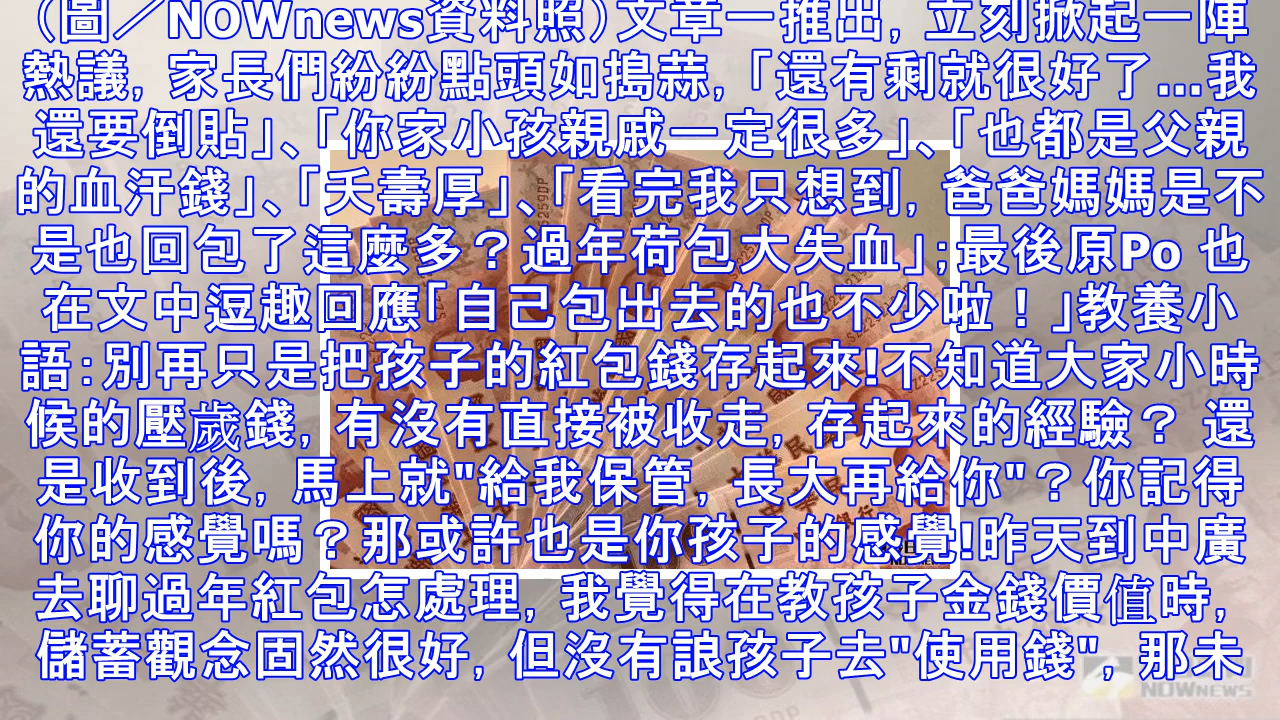 (圖／NOWnews資料照)文章一推出, 立刻掀起一陣
熱議, 家長們紛紛點頭如搗蒜,「還有剩就很好了...我
還要倒貼」、「你家小孩親戚一定很多」、「也都是父親
的血汗錢」、「夭壽厚」、「看完我只想到, 爸爸媽媽是不
是也回包了這麼多？過年荷包大失血」;最後原Po 也
在文中逗趣回應「自己包出去的也不少啦！」教養小
語:別再只是把孩子的紅包錢存起來!不知道大家小時
候的壓歲錢, 有沒有直接被收走, 存起來的經驗？ 還
是收到後, 馬上就"給我保管, 長大再給你"？你記得
你的感覺嗎？那或許也是你孩子的感覺!昨天到中廣
去聊過年紅包怎處理, 我覺得在教孩子金錢價值時,
儲蓄觀念固然很好, 但沒有誏孩子去"使用錢", 那未
NOWnews